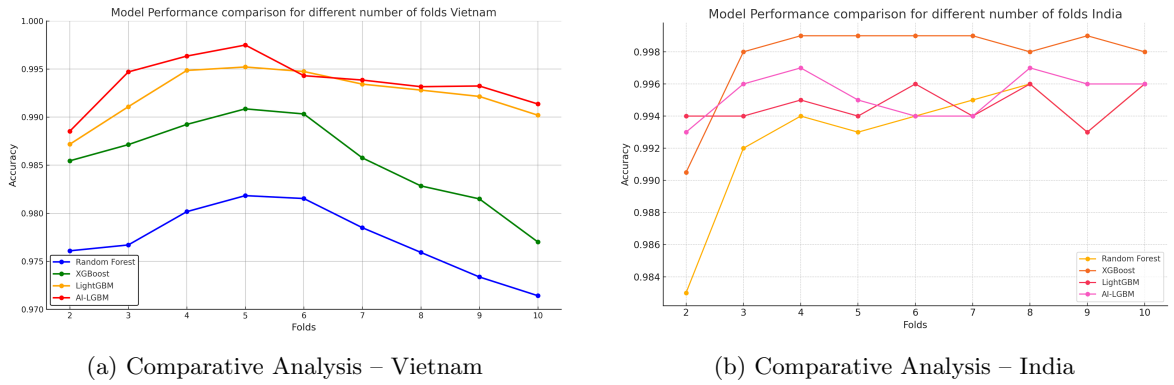 Model Performance comparison for different number of folds Vietnam
1.000
0.995
0.990
0.985
0.980
0.975
0.970
Accuracy
2 3 4 5 6 7 8 9 10
Folds
Random Forest
XGBoost
LightGBM
AI-LGBM
(a) Comparative Analysis – Vietnam
Model Performance comparison for different number of folds India
0.998
0.996
0.994
0.992
0.990
0.988
0.986
0.984
Accuracy
2 3 4 5 6 7 8 9 10
Folds
Random Forest
XGBoost
LightGBM
AI-LGBM
(b) Comparative Analysis – India